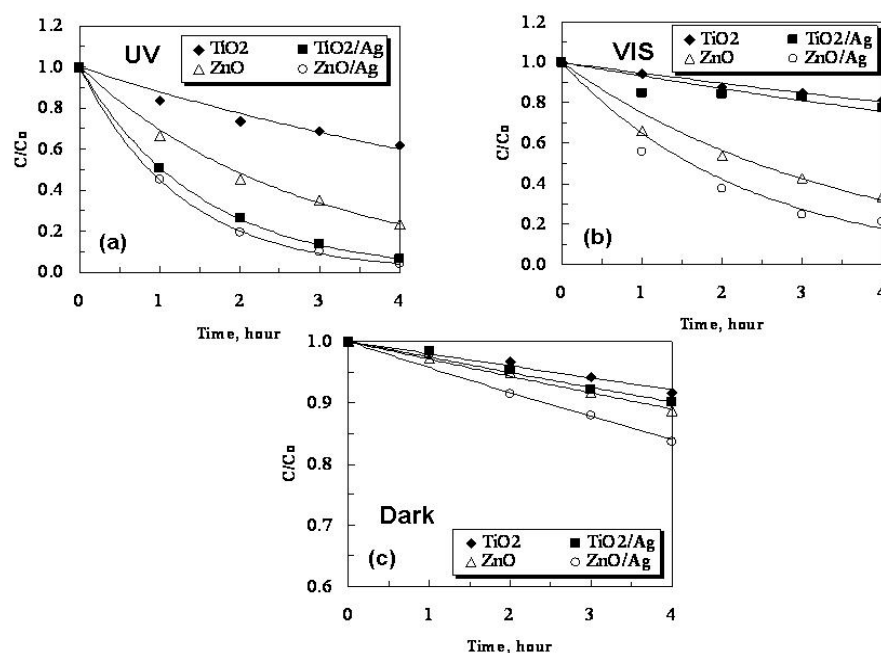 1.2
1.0
0.8
0.6
0.4
0.2
0.0
C/Co
UV
TiO2 TiO2/Ag
ZnO ZnO/Ag
(a)
0 1 2 3 4
Time, hour
1.2
1.0
0.8
0.6
0.4
0.2
0.0
C/Co
VIS
TiO2 TiO2/Ag
ZnO ZnO/Ag
(b)
0 1 2 3 4
Time, hour
1.0
0.9
0.8
0.7
0.6
C/Co
Dark
TiO2 TiO2/Ag
ZnO ZnO/Ag
(c)
0 1 2 3 4
Time, hour